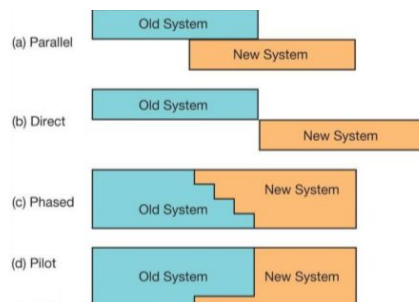 Old System
(a) Parallel
New System
Old System
(b) Direct
New System
New System
(c) Phased
Old System
(d) Pilot
Old System New System